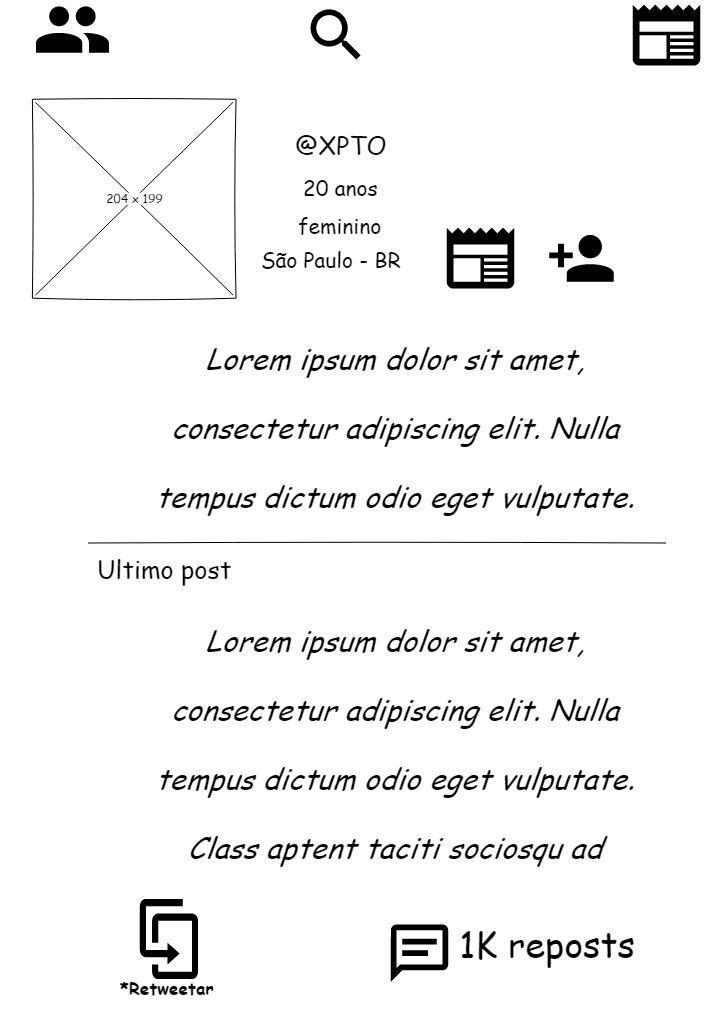 204 x 199
@XPTO
20 anos
feminino
São Paulo - BR
Lorem ipsum dolor sit amet,
consectetur adipiscing elit. Nulla
tempus dictum odio eget vulputate.
Ultimo post
Lorem ipsum dolor sit amet,
consectetur adipiscing elit. Nulla
tempus dictum odio eget vulputate.
Class aptent taciti sociosqu ad
1K reposts
*Retweetar